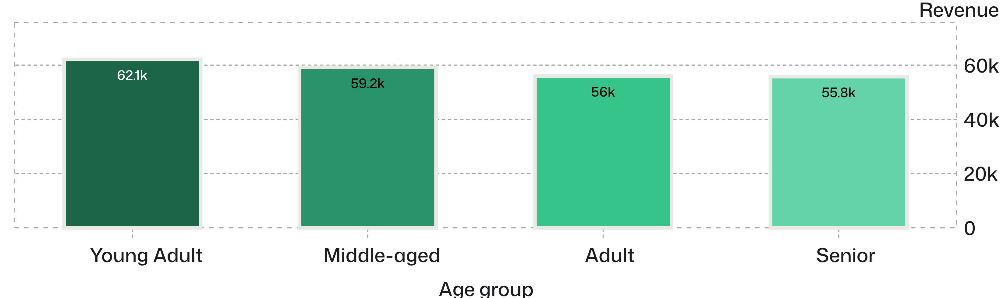 Revenue
62.1k
59.2k
56k
55.8k
60k
40k
20k
0
Young Adult
Middle-aged
Adult
Senior
Age group